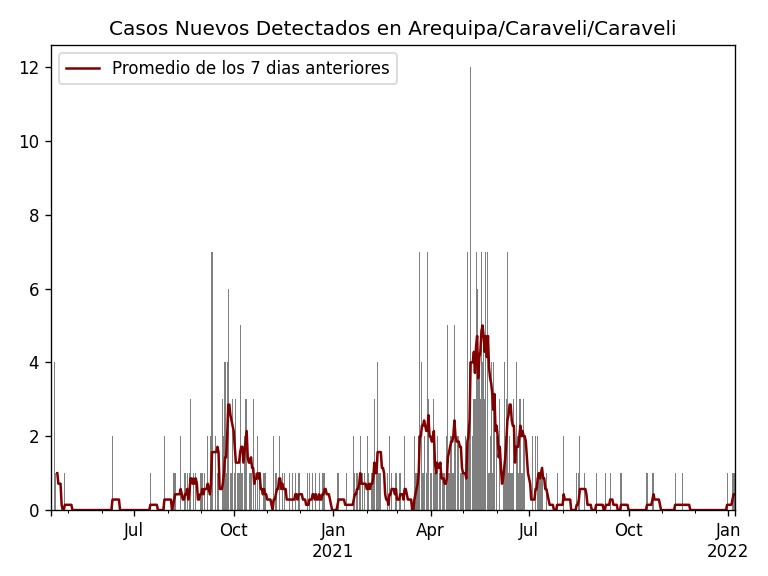 Casos Nuevos Detectados en Arequipa/Caraveli/Caraveli
Promedio de los 7 dias anteriores
12
10
8
6
4
2
0
Jul Oct Jan Apr Jul Oct Jan
2021 2022